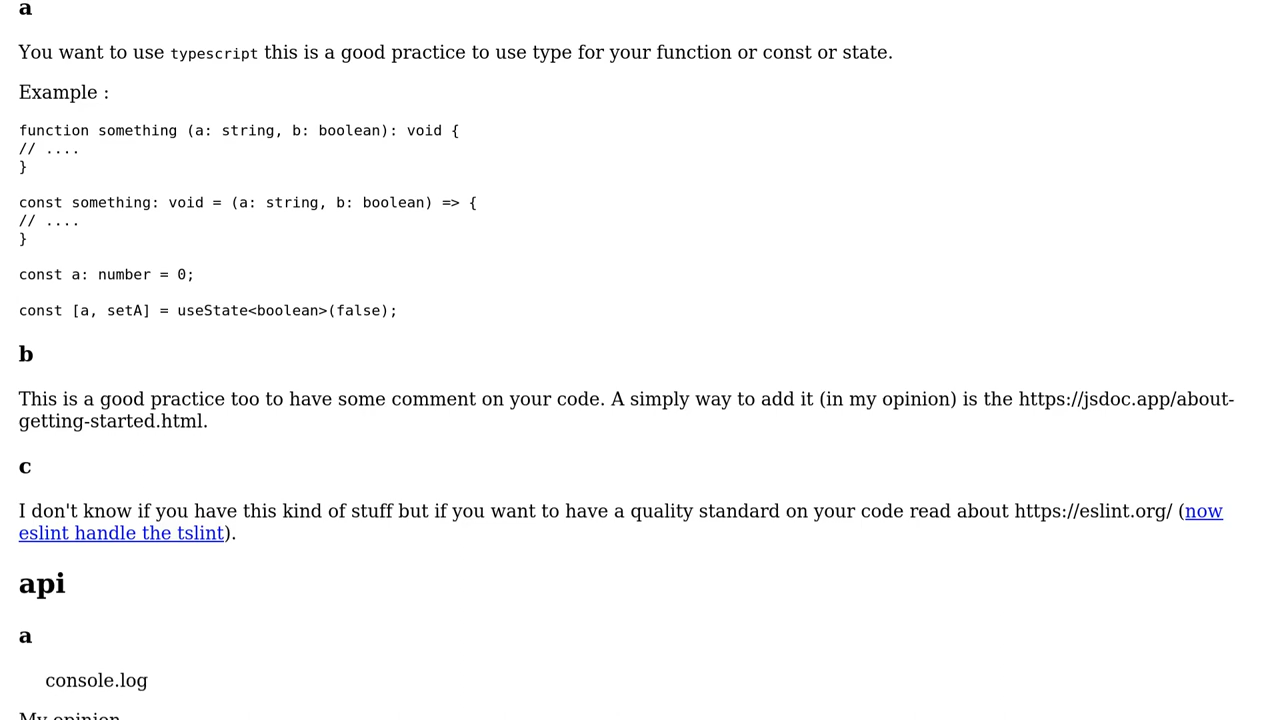 a
You want to use typescript this is a good practice to use type for your function or const or state.
Example :
function something (a: string, b: boolean): void {
// ....
}
const something: void = (a: string, b: boolean) => {
// ....
}
const a: number = 0;
const [a, setA] = useState<boolean>(false);
b
This is a good practice too to have some comment on your code. A simply way to add it (in my opinion) is the https://jsdoc.app/about-
getting-started.html.
c
I don't know if you have this kind of stuff but if you want to have a quality standard on your code read about https://eslint.org/ (now
eslint handle the tslint).
api
a
console.log
My opinion